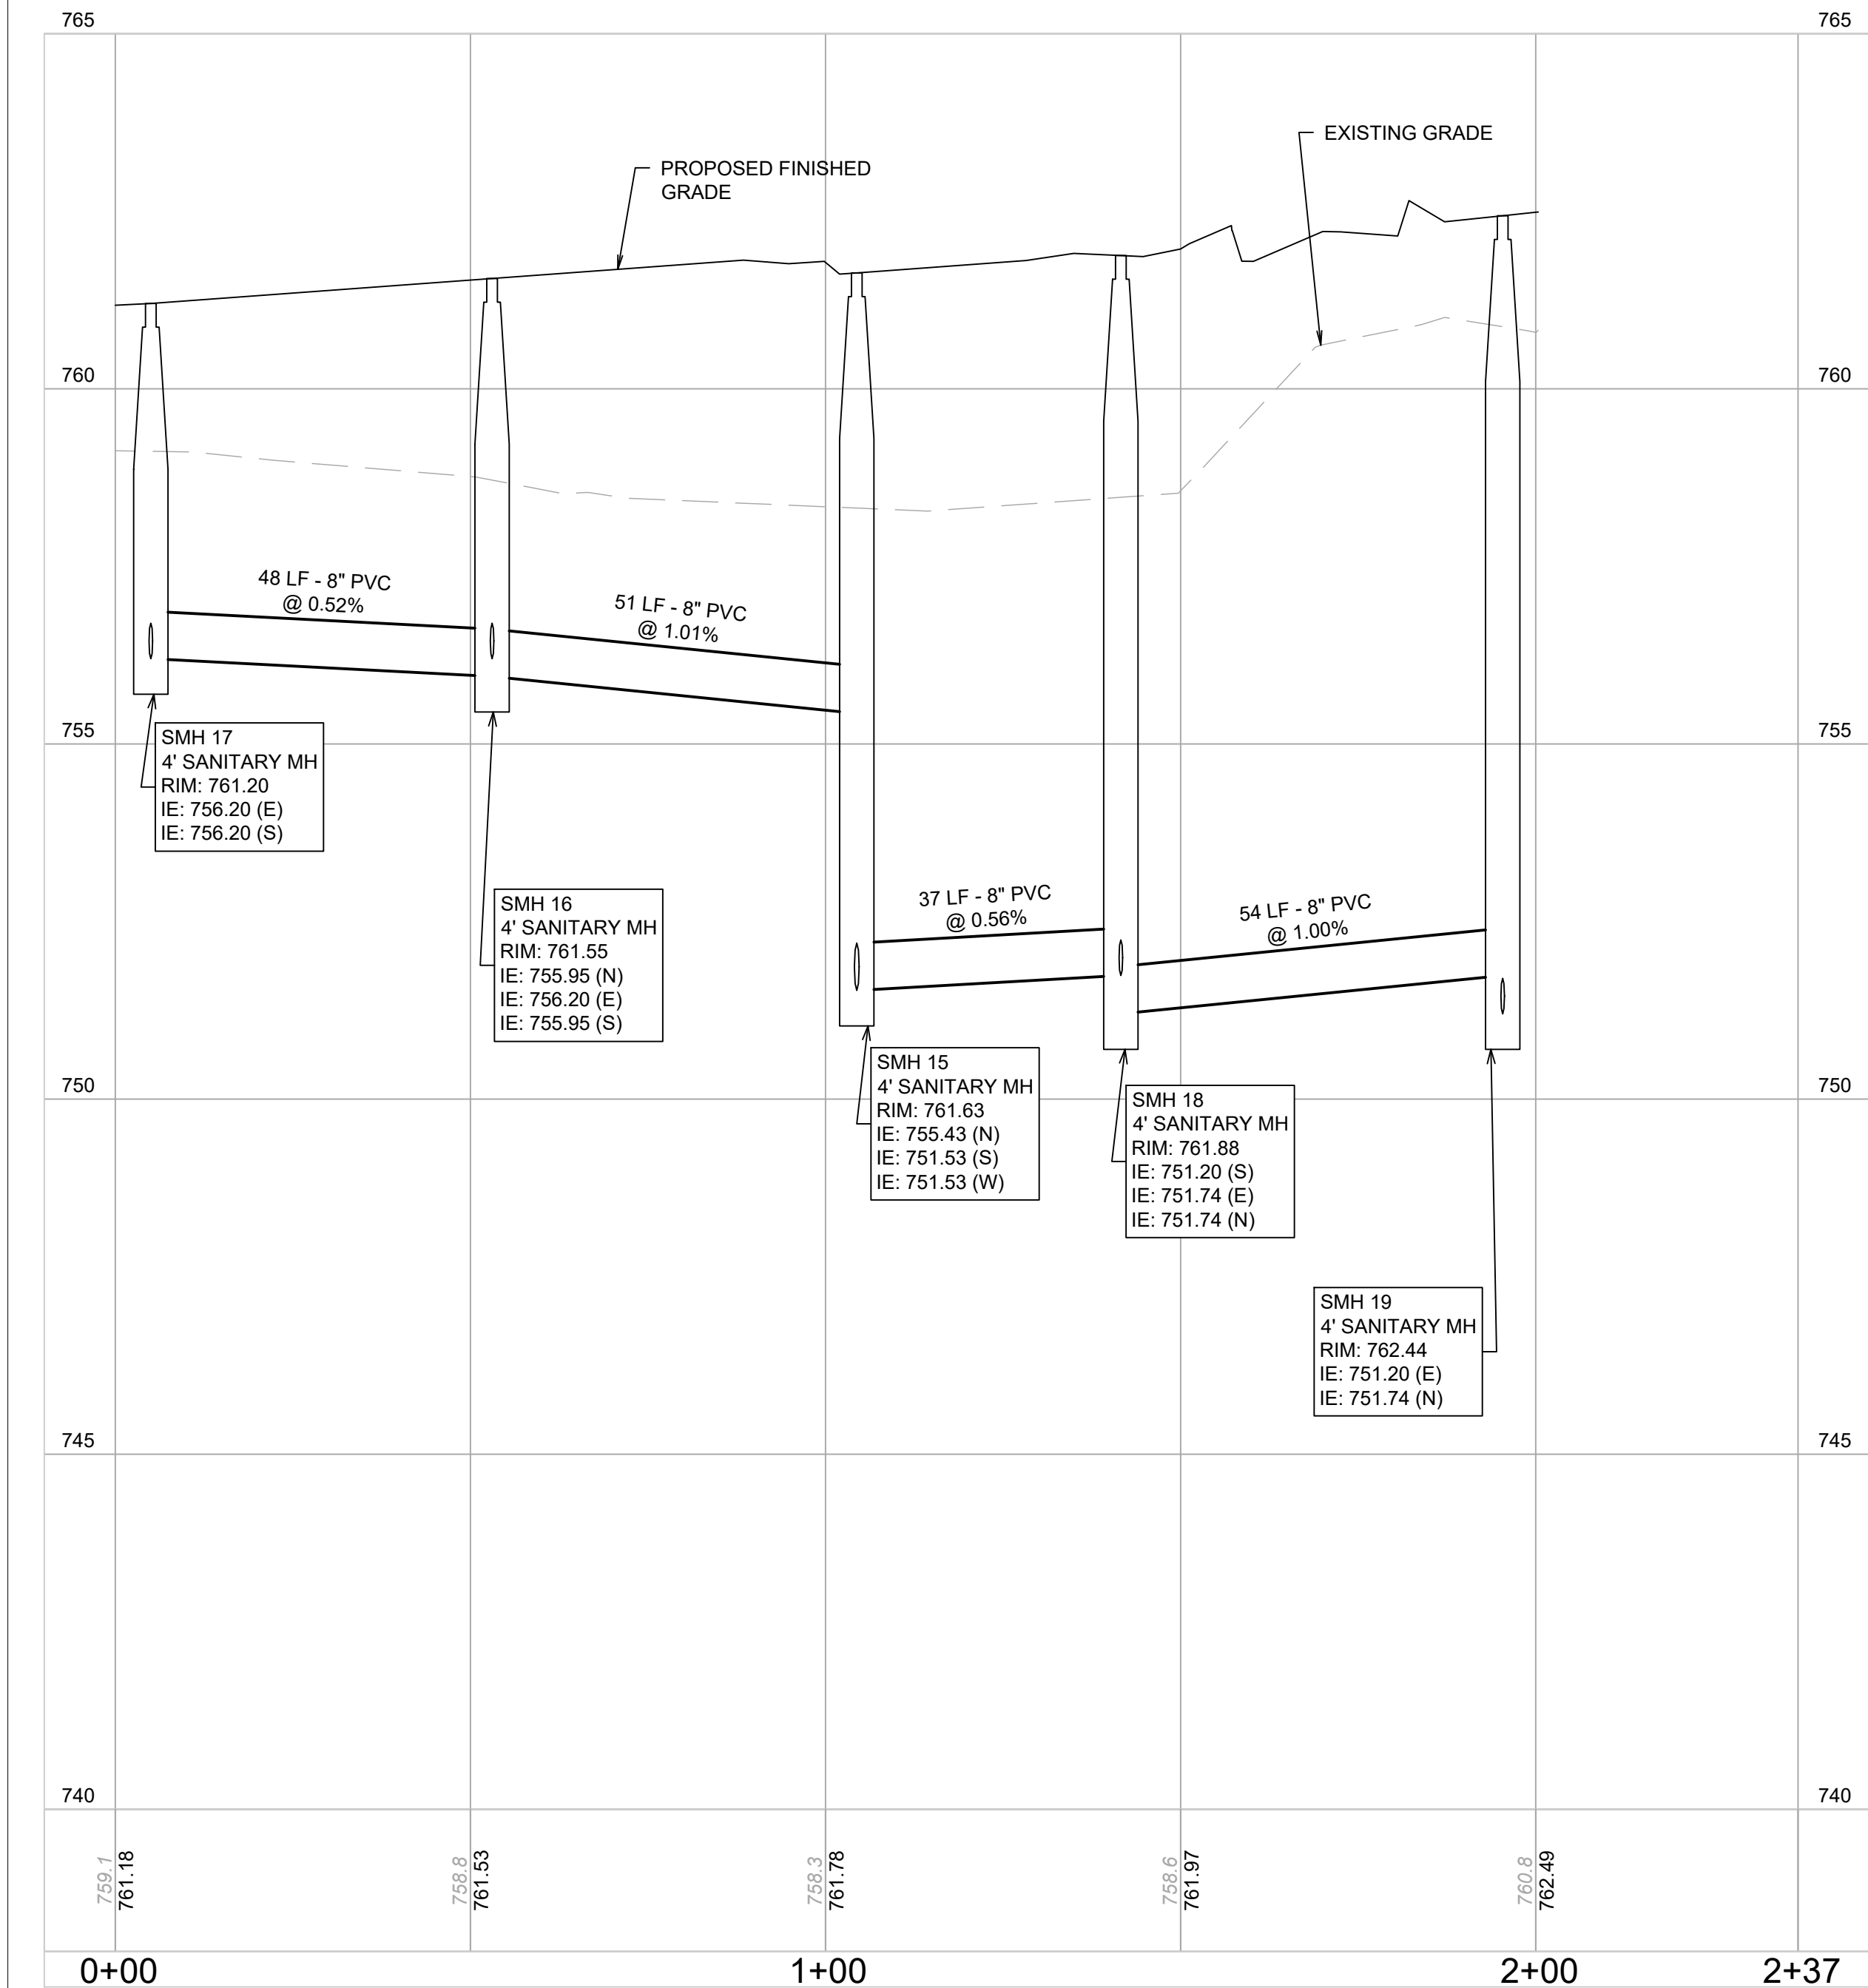 765
765
EXISTING GRADE
PROPOSED FINISHED
GRADE
760
760
48 LF - 8" PVC
@ 0.52%
51 LF - 8" PVC
@ 1.01%
755
755
SMH 17
4' SANITARY MH
RIM: 761.20
IE: 756.20 (E)
IE: 756.20 (S)
SMH 16
4' SANITARY MH
RIM: 761.55
IE: 755.95 (N)
IE: 756.20 (E)
IE: 755.95 (S)
37 LF - 8" PVC
@ 0.56%
54 LF - 8" PVC
@ 1.00%
SMH 15
4' SANITARY MH
RIM: 761.63
IE: 755.43 (N)
IE: 751.53 (S)
IE: 751.53 (W)
750
750
SMH 18
4' SANITARY MH
RIM: 761.88
IE: 751.20 (S)
IE: 751.74 (E)
IE: 751.74 (N)
SMH 19
4' SANITARY MH
RIM: 762.44
IE: 751.20 (E)
IE: 751.74 (N)
745
745
740
740
759.1
761.18
758.8
761.53
758.3
761.78
758.6
761.97
760.8
762.49
0+00
1+00
2+00
2+37